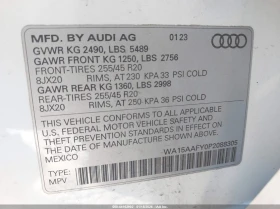 MFD. BY AUDI AG 01/23
GVWR KG 2490, LBS 5489
GAWR FRONT KG 1250, LBS 2756
FRONT-TIRES 255/45 R20
8JX20 RIMS, AT 230 KPA 33 PSI COLD
GAWR REAR KG 1360, LBS 2998
REAR-TIRES 255/45 R20
8JX20 RIMS, AT 250 KPA 36 PSI COLD
THIS VEHICLE CONFORMS TO ALL APPLICABLE
FEDERAL MOTOR VEHICLE SAFETY, BUMPER,
AND THEFT PREVENTION STANDARDS IN EFFECT ON
THE DATE OF MANUFACTURE SHOWN ABOVE.
MEXICO
TYPE:
MPV